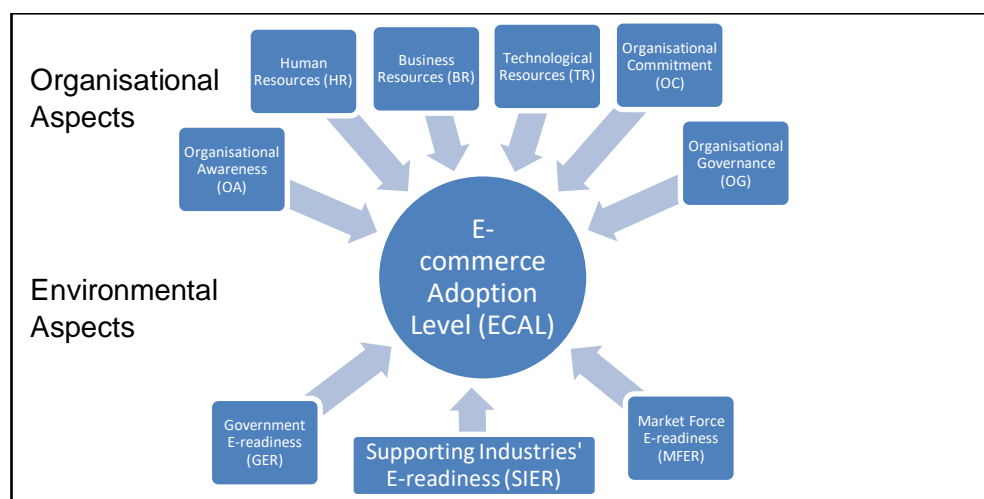 Organisational
Aspects
Human
Resources (HR)
Business
Resources (BR)
Technological
Resources (TR)
Organisational
Commitment
(OC)
Organisational
Awareness
(OA)
Organisational
Governance
(OG)
E-
commerce
Adoption
Level (ECAL)
Environmental
Aspects
Government
E-readiness
(GER)
Supporting Industries'
E-readiness (SIER)
Market Force
E-readiness
(MFER)